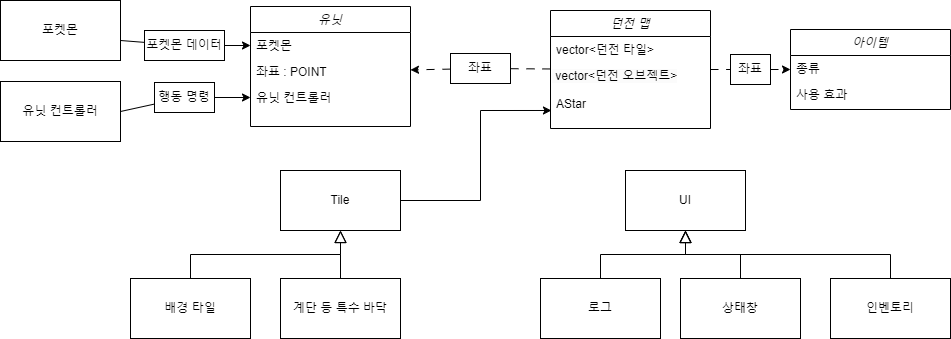 포켓몬
포켓몬 데이터
유닛 컨트롤러
행동 명령
유닛
포켓몬
좌표 : POINT
유닛 컨트롤러
좌표
던전 맵
vector<던전 타일>
vector<던전 오브젝트>
AStar
좌표
아이템
종류
사용 효과
Tile
배경 타일
계단 등 특수 바닥
UI
로그
상태창
인벤토리